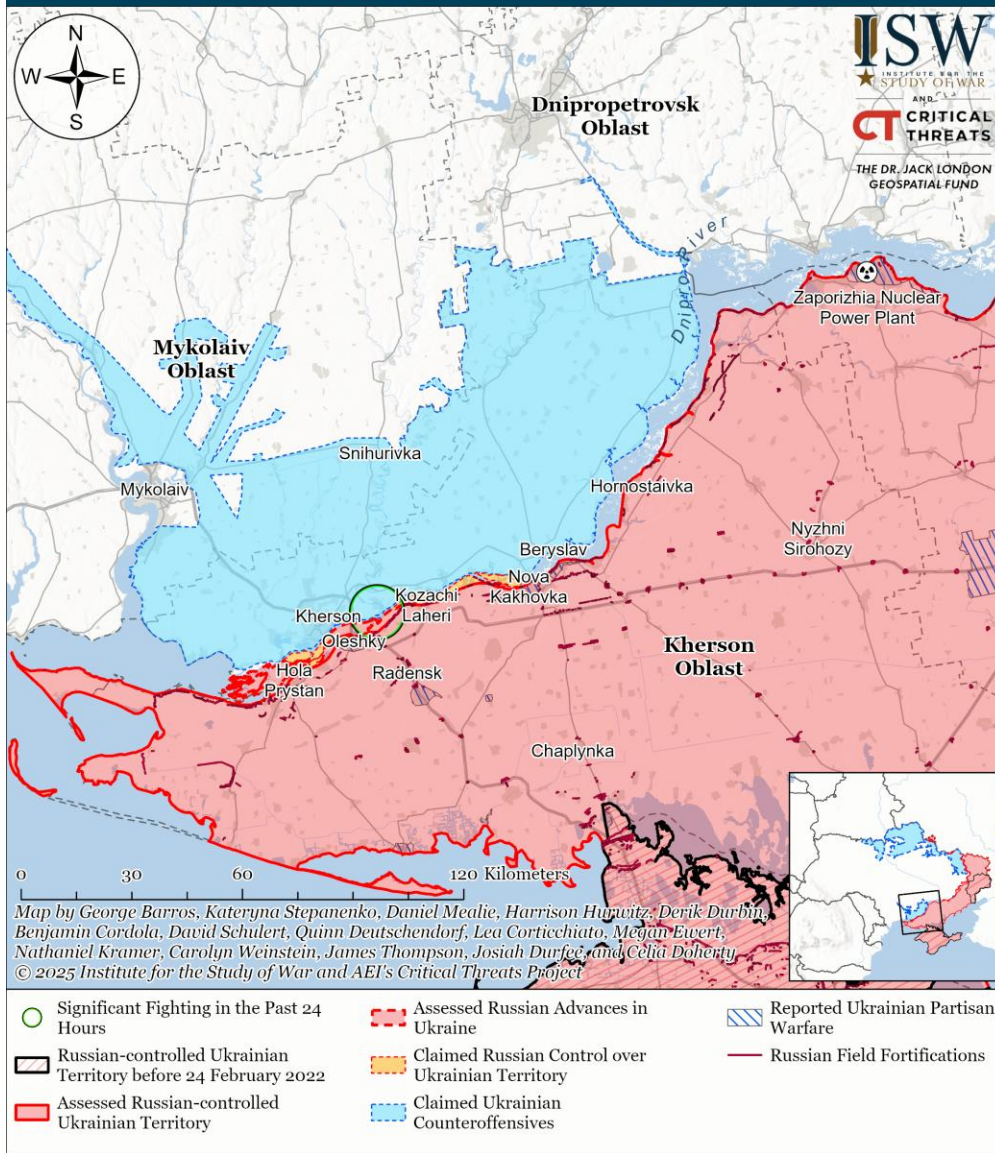 N
W
E
S
ISW
INSTITUTE FOR THE
STUDY OF WAR
AND
CT CRITICAL
THREATS
THE DR. JACK LONDON
GEOSPATIAL FUND
Dnipropetrovsk
Oblast
Dnipro River
Zaporizhia Nuclear
Power Plant
Mykolaiv
Oblast
Snihurivka
Mykolaiv
Hornostaivka
Nyzhni
Sirohozy
Beryslav
Nova
Kakhovka
Kozachi
Laheri
Kherson
Oleshky
Kherson
Oblast
Hola
Prystan
Radensk
Chaplynka
0 30 60 120 Kilometers
Map by George Barros, Kateryna Stepanenko, Daniel Mealie, Harrison Hurwitz, Derik Durbin,
Benjamin Cordola, David Schulert, Quinn Deutschendorf, Lea Corticchiato, Megan Ewert,
Nathaniel Kramer, Carolyn Weinstein, James Thompson, Josiah Durfee, and Celia Doherty
© 2025 Institute for the Study of War and AEI's Critical Threats Project
Significant Fighting in the Past 24
Hours
Russian-controlled Ukrainian
Territory before 24 February 2022
Assessed Russian-controlled
Ukrainian Territory
Assessed Russian Advances in
Ukraine
Claimed Russian Control over
Ukrainian Territory
Claimed Ukrainian
Counteroffensives
Reported Ukrainian Partisan
Warfare
Russian Field Fortifications